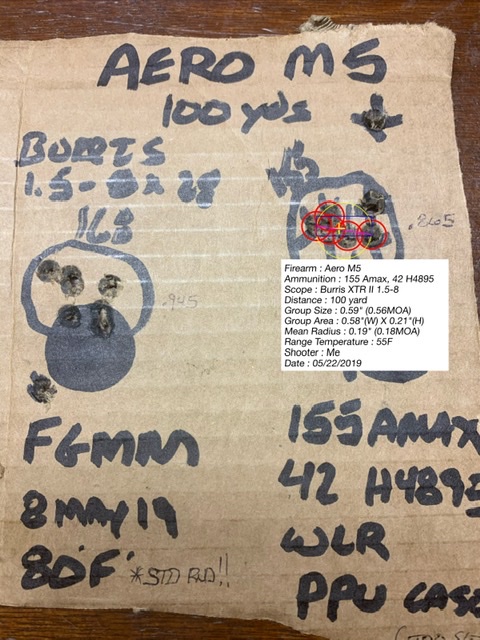 AERO M5
100 yds
BURRIS
1.5-8x28
168
.865
.945
Firearm : Aero M5
Ammunition : 155 Amax, 42 H4895
Scope : Burris XTR II 1.5-8
Distance : 100 yard
Group Size : 0.59" (0.56MOA)
Group Area : 0.58"(W) X 0.21"(H)
Mean Radius : 0.19" (0.18MOA)
Range Temperature : 55F
Shooter : Me
Date : 05/22/2019
FGMM
8 MAY 19
80°F
*STD RND!!
155 AMAX
42 H4895
WLR
PPU CASE